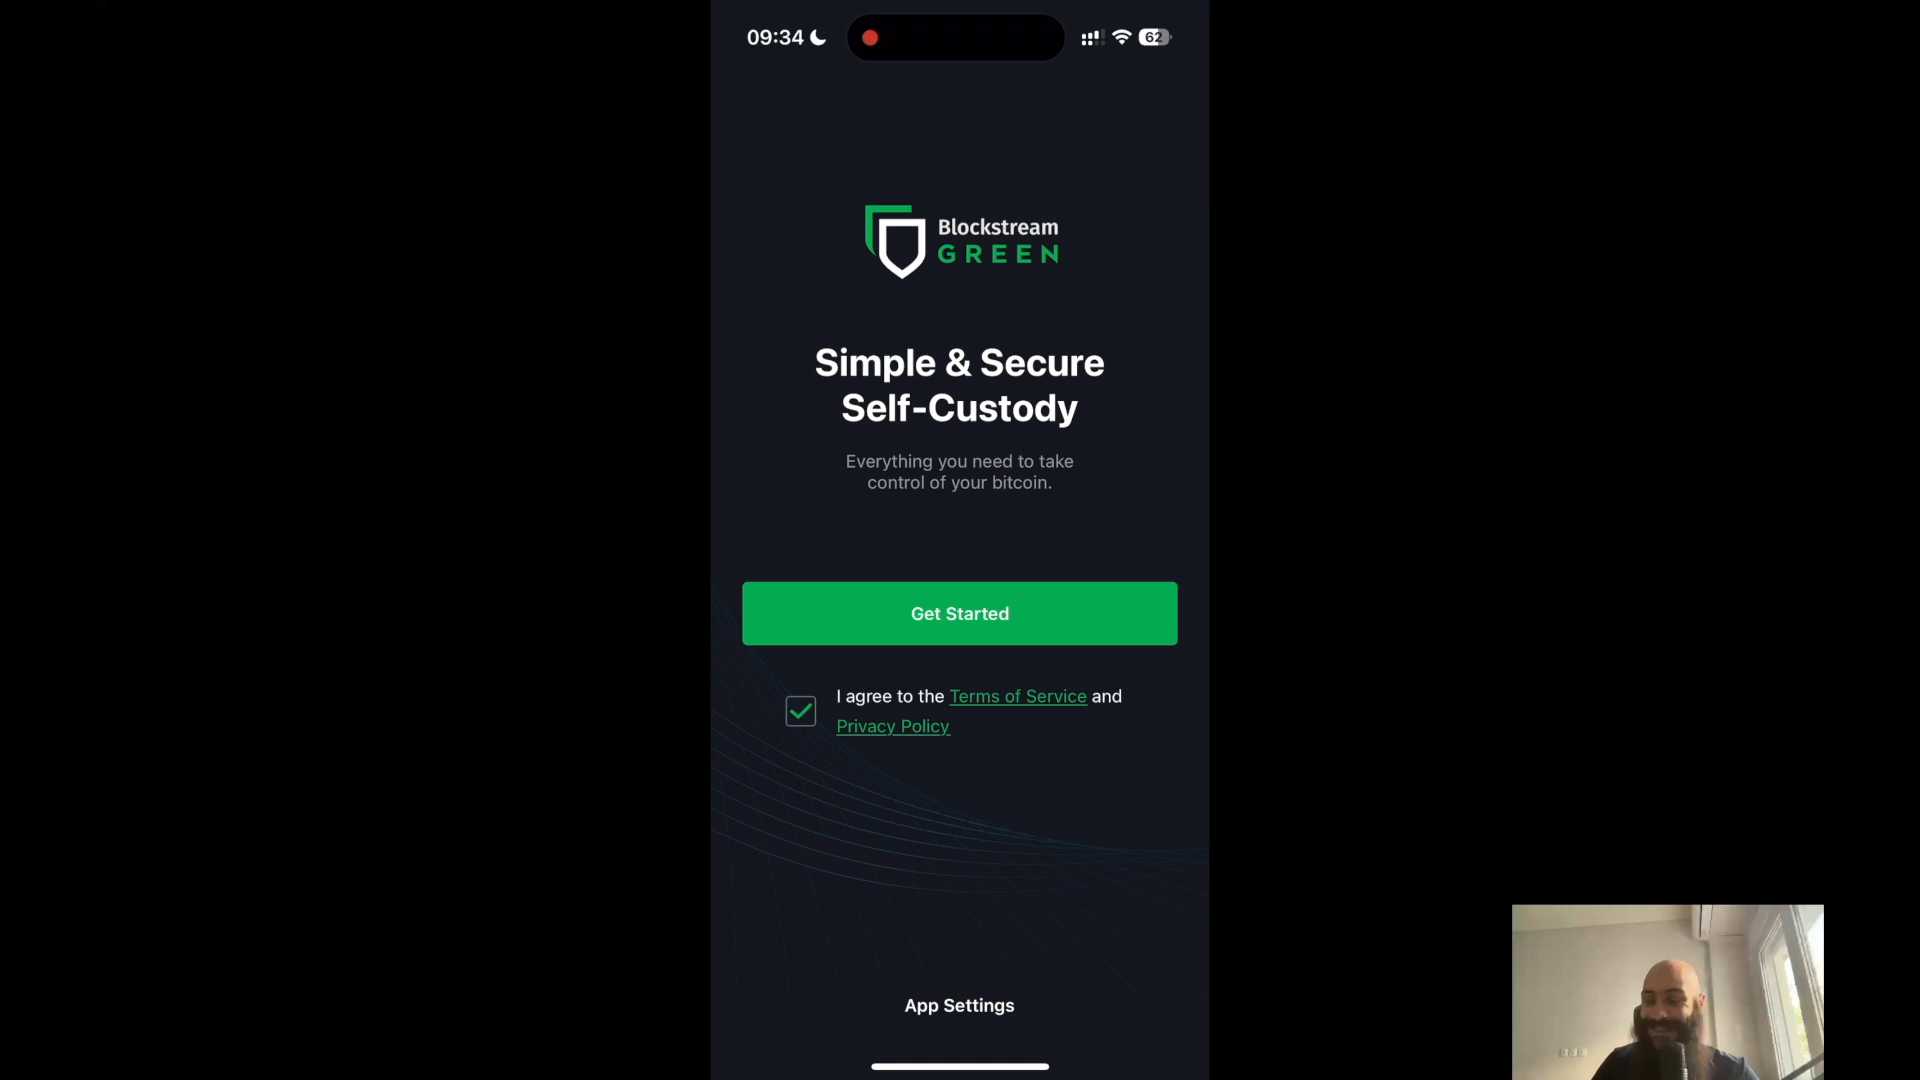 09:34
62
Blockstream
GREEN
Simple & Secure
Self-Custody
Everything you need to take
control of your bitcoin.
Get Started
I agree to the Terms of Service and
Privacy Policy
App Settings